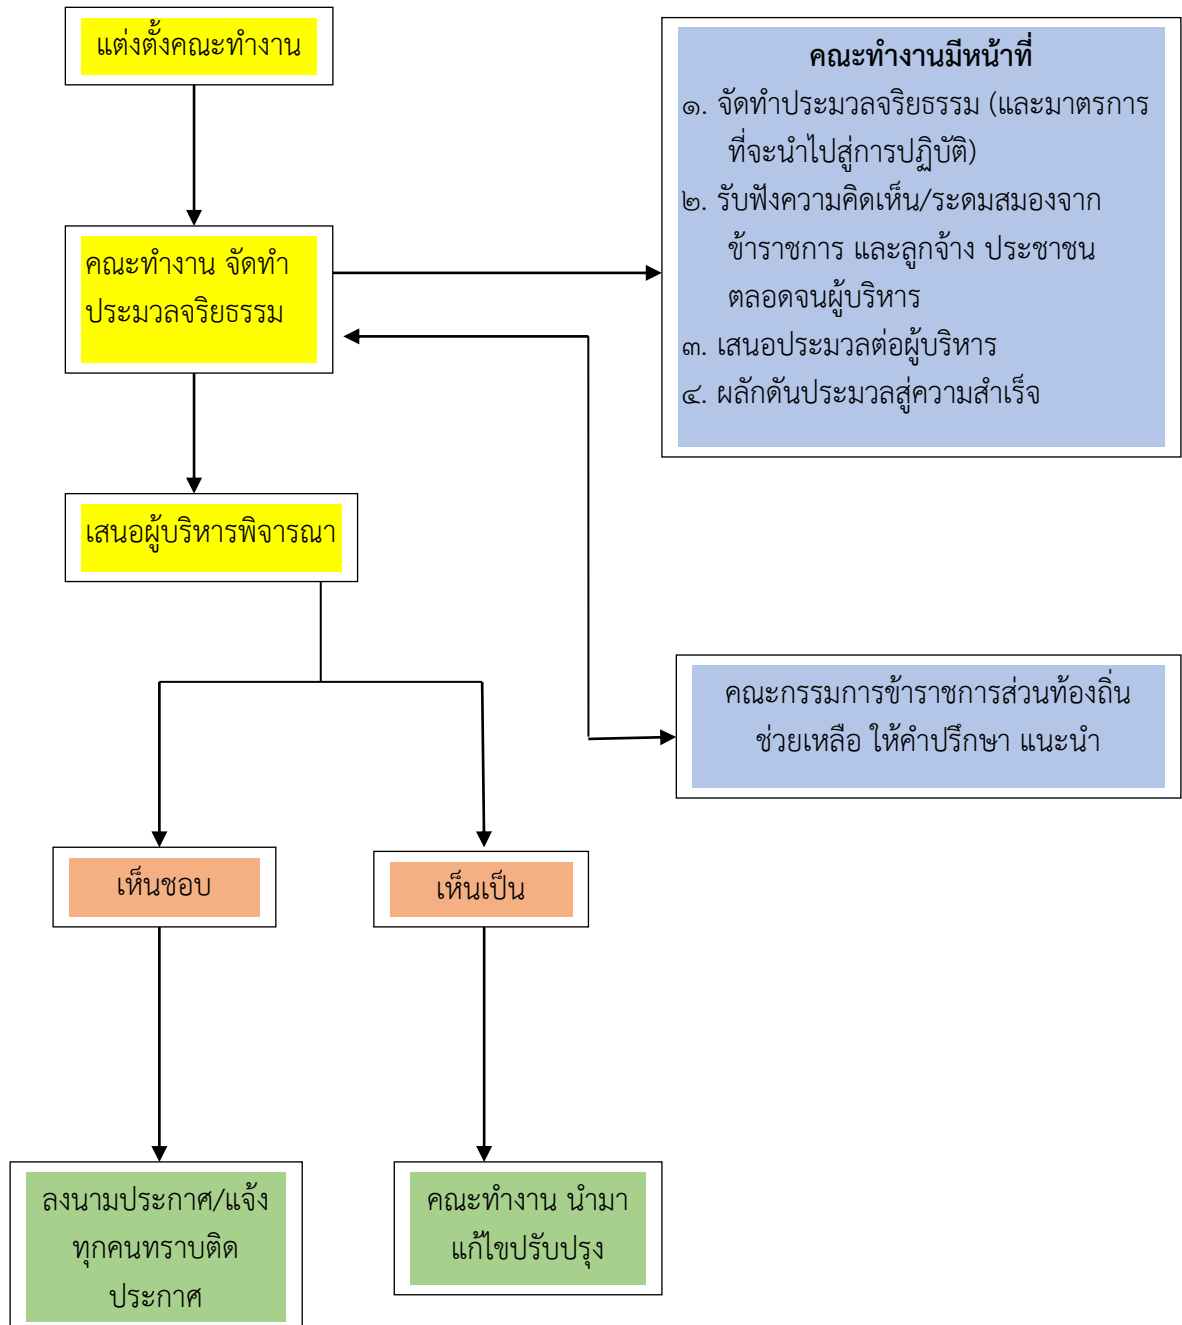 แต่งตั้งคณะทำงาน
คณะทำงานมีหน้าที่
๑. จัดทำประมวลจริยธรรม (และมาตรการ
ที่จะนำไปสู่การปฏิบัติ)
๒. รับฟังความคิดเห็น/ระดมสมองจาก
ข้าราชการ และลูกจ้าง ประชาชน
ตลอดจนผู้บริหาร
๓. เสนอประมวลต่อผู้บริหาร
๔. ผลักดันประมวลสู่ความสำเร็จ
คณะทำงาน จัดทำ
ประมวลจริยธรรม
เสนอผู้บริหารพิจารณา
คณะกรรมการข้าราชการส่วนท้องถิ่น
ช่วยเหลือ ให้คำปรึกษา แนะนำ
เห็นชอบ
เห็นเป็น
ลงนามประกาศ/แจ้ง
ทุกคนทราบติด
ประกาศ
คณะทำงาน นำมา
แก้ไขปรับปรุง